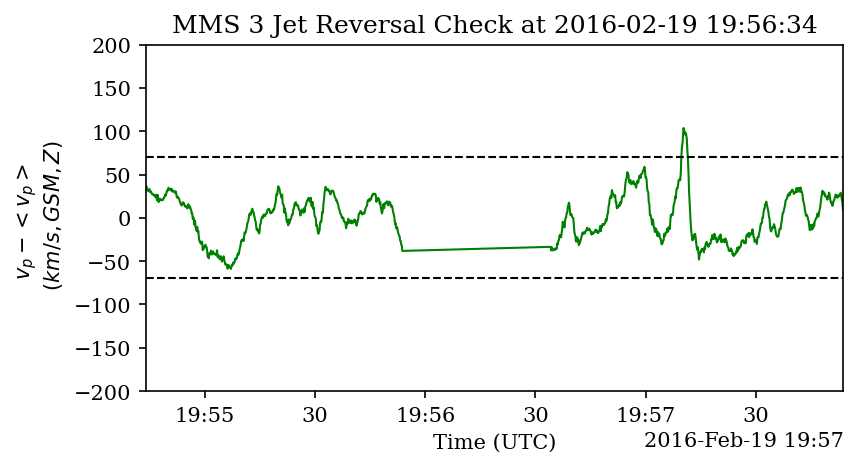 MMS 3 Jet Reversal Check at 2016-02-19 19:56:34
v_p − < v_p >
(km/s, GSM, Z)
200
150
100
50
0
−50
−100
−150
−200
19:55 30 19:56 30 19:57 30
Time (UTC)
2016-Feb-19 19:57